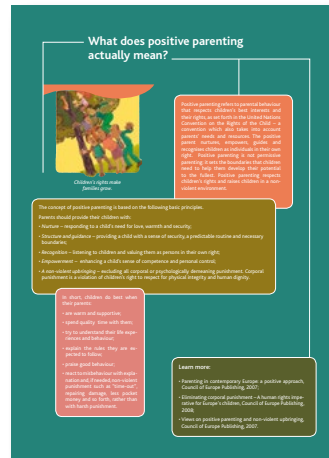 What does positive parenting
actually mean?
Positive parenting refers to parental behaviour
that respects children's best interests and
their rights, as set forth in the United Nations
Convention on the Rights of the Child – a
convention which also takes into account
parents' needs and resources. The positive
parent nurtures, empowers, guides and
recognises children as individuals in their own
right. Positive parenting is not permissive
parenting: it sets the boundaries that children
need to help them develop their potential
to the fullest. Positive parenting respects
children's rights and raises children in a non-
violent environment.
Children's rights make
families grow
The concept of positive parenting is based on the following basic principles.
Parents should provide their children with:
• Nurture – responding to a child's need for love, warmth and security;
• Structure and guidance – providing a child with a sense of security, a predictable routine and necessary
boundaries;
• Recognition – listening to children and valuing them as persons in their own right;
• Empowerment – enhancing a child's sense of competence and personal control;
• A non-violent upbringing – excluding all corporal or psychologically demeaning punishment. Corporal
punishment is a violation of children's right to respect for physical integrity and human dignity.
In short, children do best when
their parents:
• are warm and supportive;
• spend quality time with them;
• try to understand their life expe-
riences and behaviour;
• explain the rules they are ex-
pected to follow;
• praise good behaviour;
• react to misbehaviour with expla-
nation and, if needed, non-violent
punishment such as "time-out",
repairing damage, less pocket
money and so forth, rather than
with harsh punishment.
Learn more:
• Parenting in contemporary Europe: a positive approach,
Council of Europe Publishing, 2007;
• Eliminating corporal punishment – A human rights impe-
rative for Europe's children, Council of Europe Publishing,
2008;
• Views on positive parenting and non-violent upbringing,
Council of Europe Publishing, 2007.